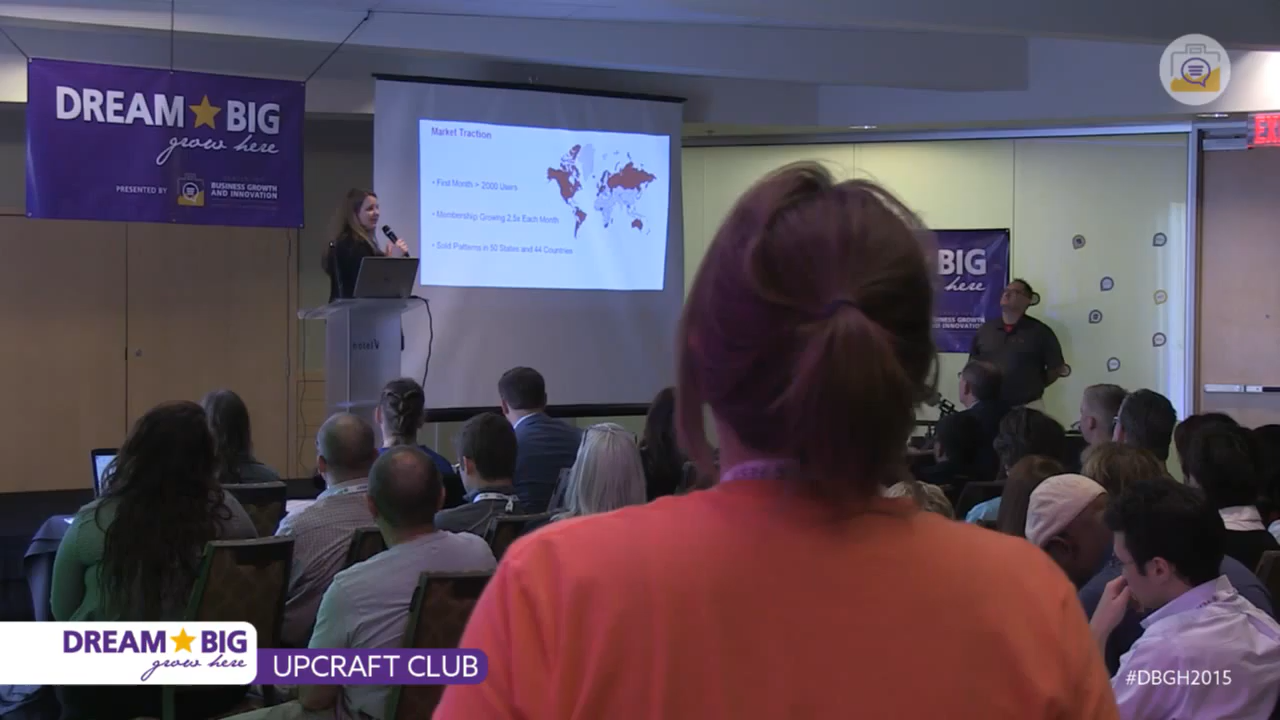 DREAM BIG
grow here
PRESENTED BY
BUSINESS GROWTH
AND INNOVATION
Market Traction
• First Month > 2000 Users
• Membership Growing 2.5x Each Month
• Sold Patterns in 50 States and 44 Countries
BIG
here
hotel V
DREAM BIG
grow here
UPCRAFT CLUB
#DBGH2015